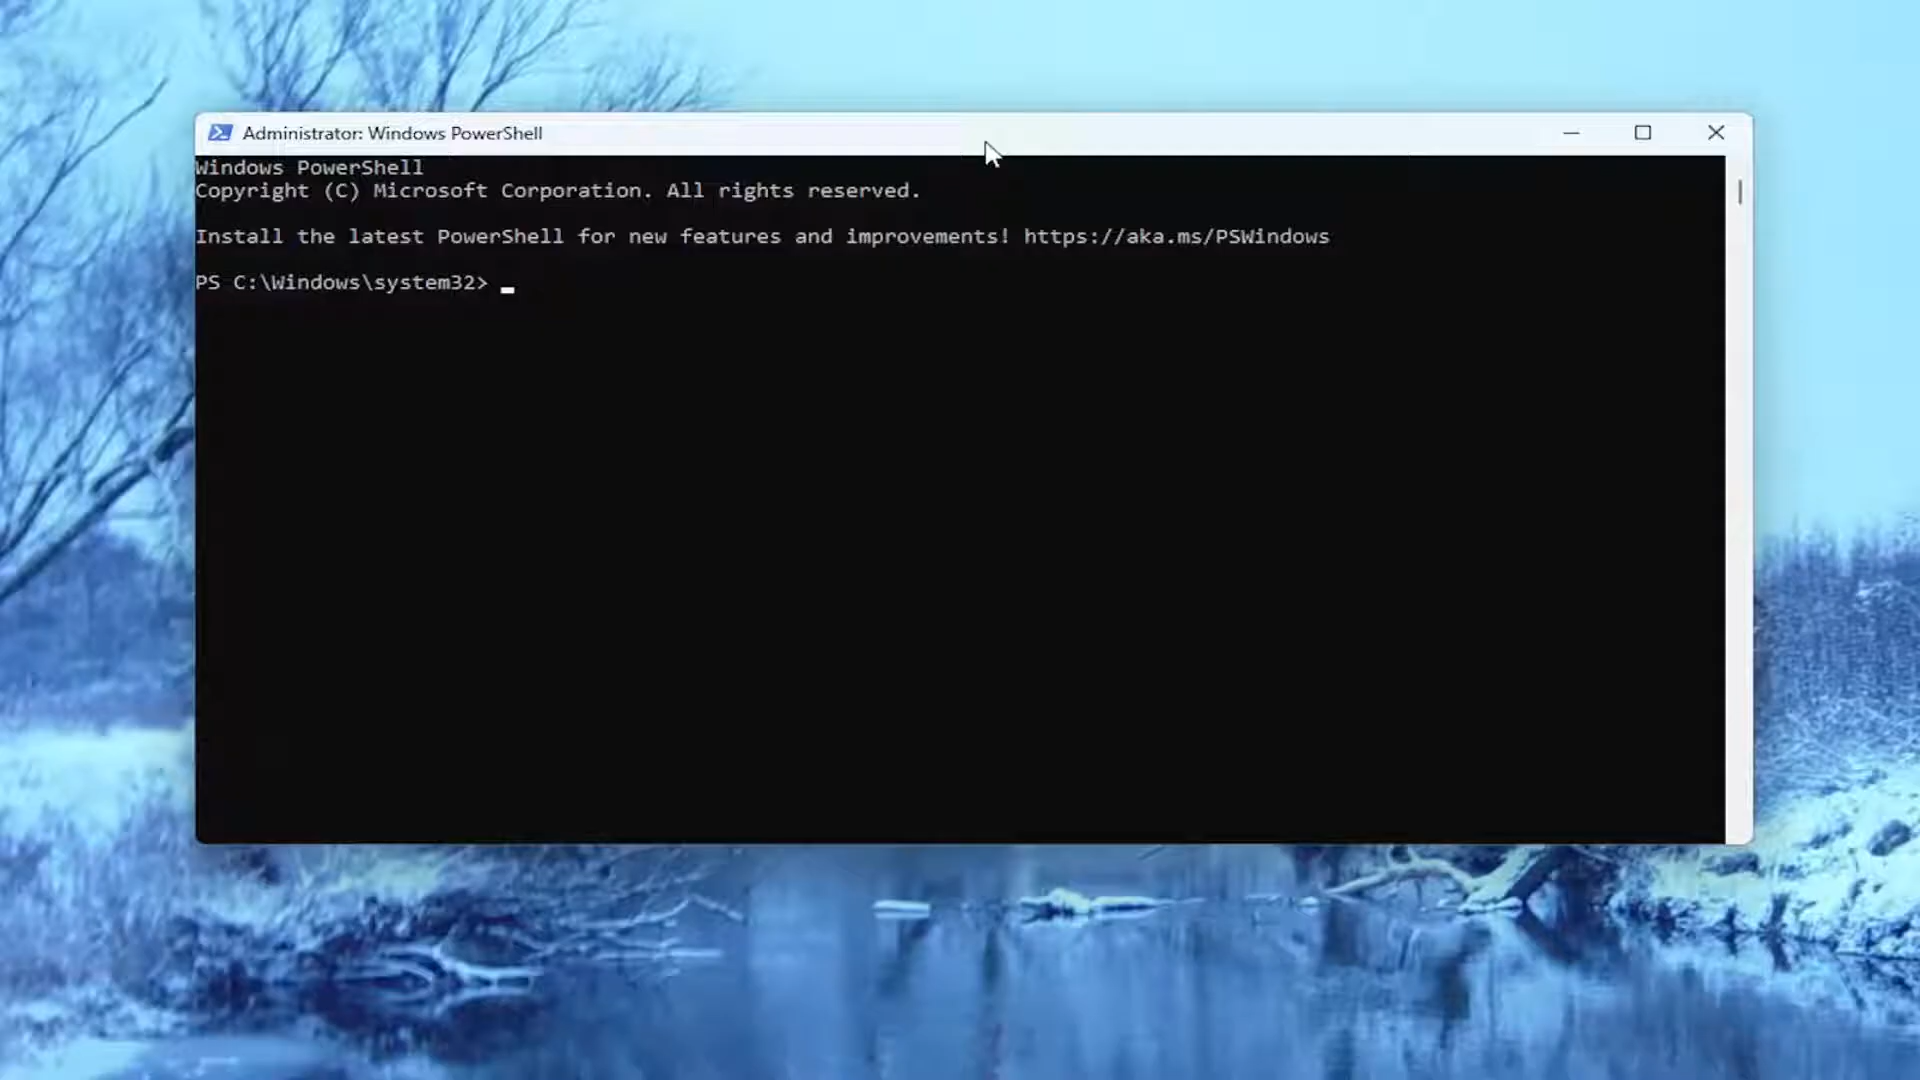 Administrator: Windows PowerShell
Windows PowerShell
Copyright (C) Microsoft Corporation. All rights reserved.
Install the latest PowerShell for new features and improvements! https://aka.ms/PSWindows
PS C:\Windows\system32>